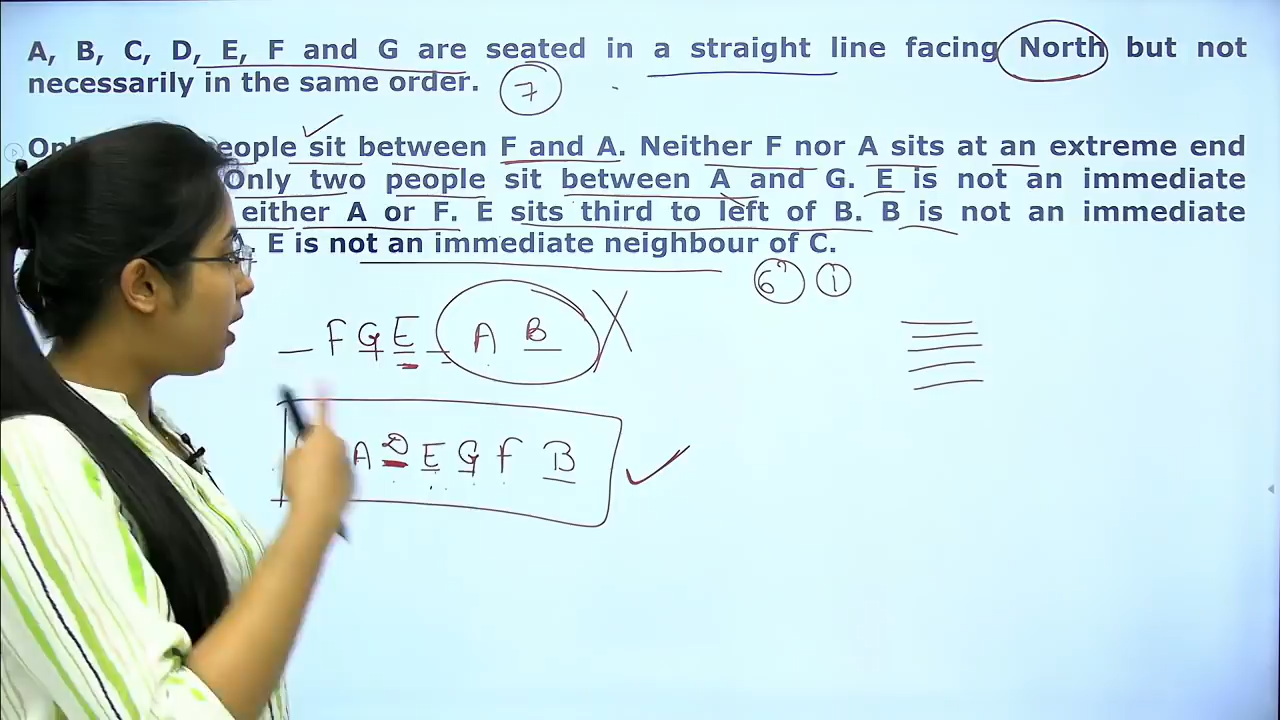 A, B, C, D, E, F and G are seated in a straight line facing North but not
necessarily in the same order. 7
people sit between F and A. Neither F nor A sits at an extreme end
Only two people sit between A and G. E is not an immediate
either A or F. E sits third to left of B. B is not an immediate
. E is not an immediate neighbour of C.
6 1
_ F G E _ A B X
A D E G F B